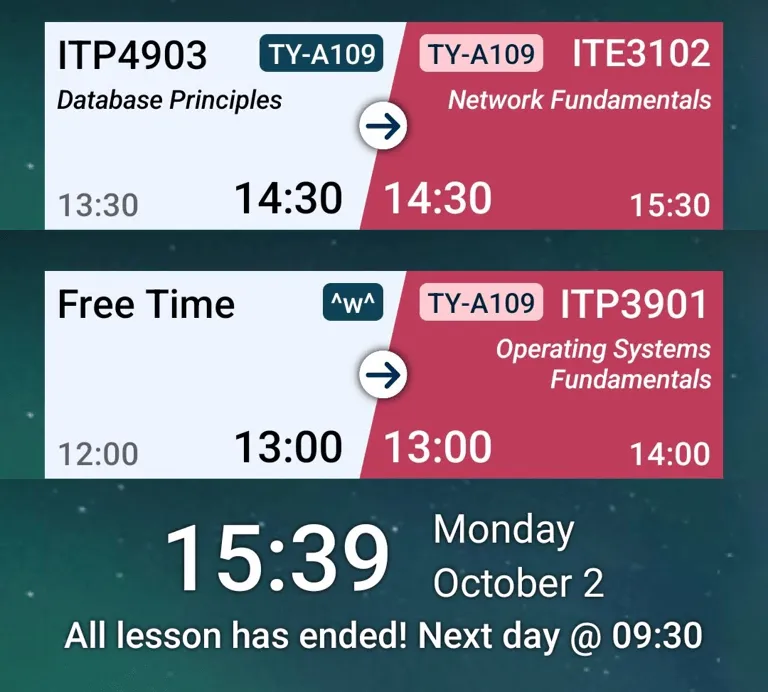 ITP4903 TY-A109 TY-A109 ITE3102
Database Principles Network Fundamentals
13:30 14:30 14:30 15:30
Free Time ^w^ TY-A109 ITP3901
Operating Systems
Fundamentals
12:00 13:00 13:00 14:00
15:39 Monday
October 2
All lesson has ended! Next day @ 09:30